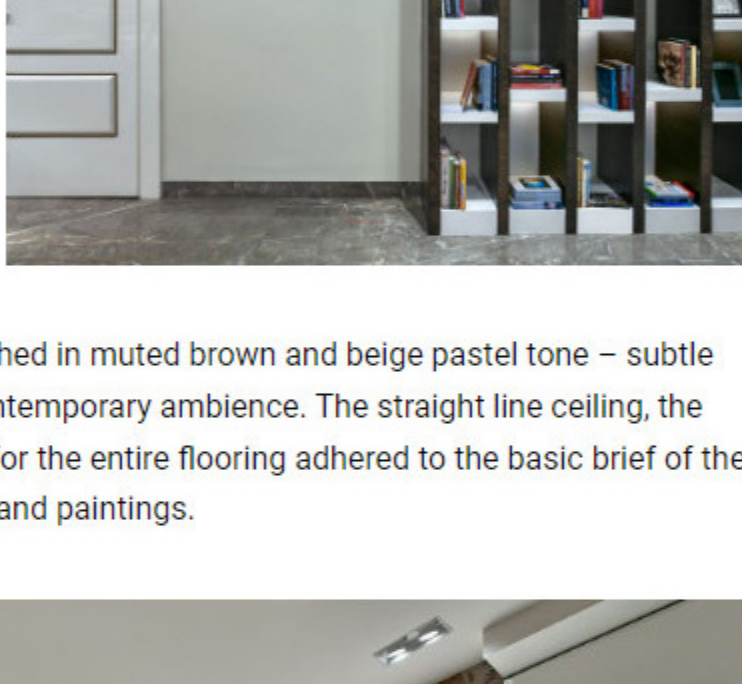 hed in muted brown and beige pastel tone – subtle
ntemporary ambience. The straight line ceiling, the
for the entire flooring adhered to the basic brief of the
and paintings.